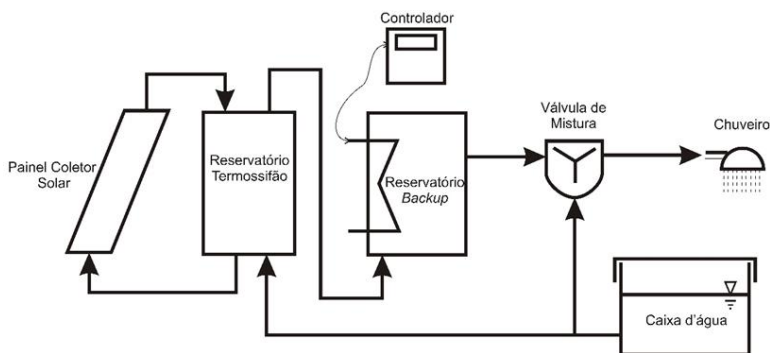 Controlador
Painel Coletor
Solar
Reservatório
Termossifão
Reservatório
Backup
Válvula de
Mistura
Chuveiro
Caixa d'água